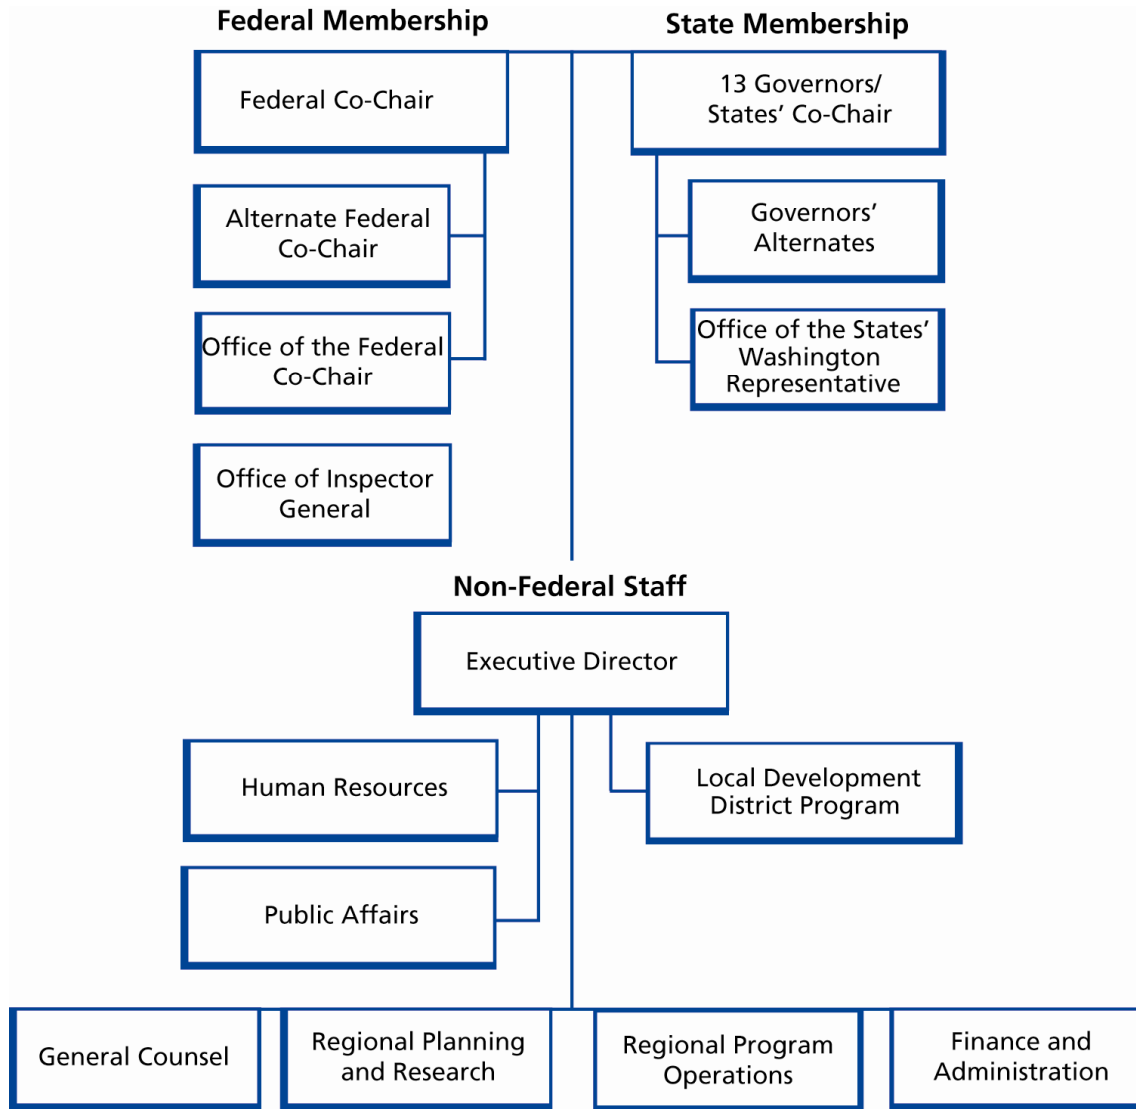 Federal Membership
State Membership
Federal Co-Chair
13 Governors/
States’ Co-Chair
Alternate Federal
Co-Chair
Governors’
Alternates
Office of the Federal
Co-Chair
Office of the States’
Washington
Representative
Office of Inspector
General
Non-Federal Staff
Executive Director
Human Resources
Local Development
District Program
Public Affairs
General Counsel
Regional Planning
and Research
Regional Program
Operations
Finance and
Administration